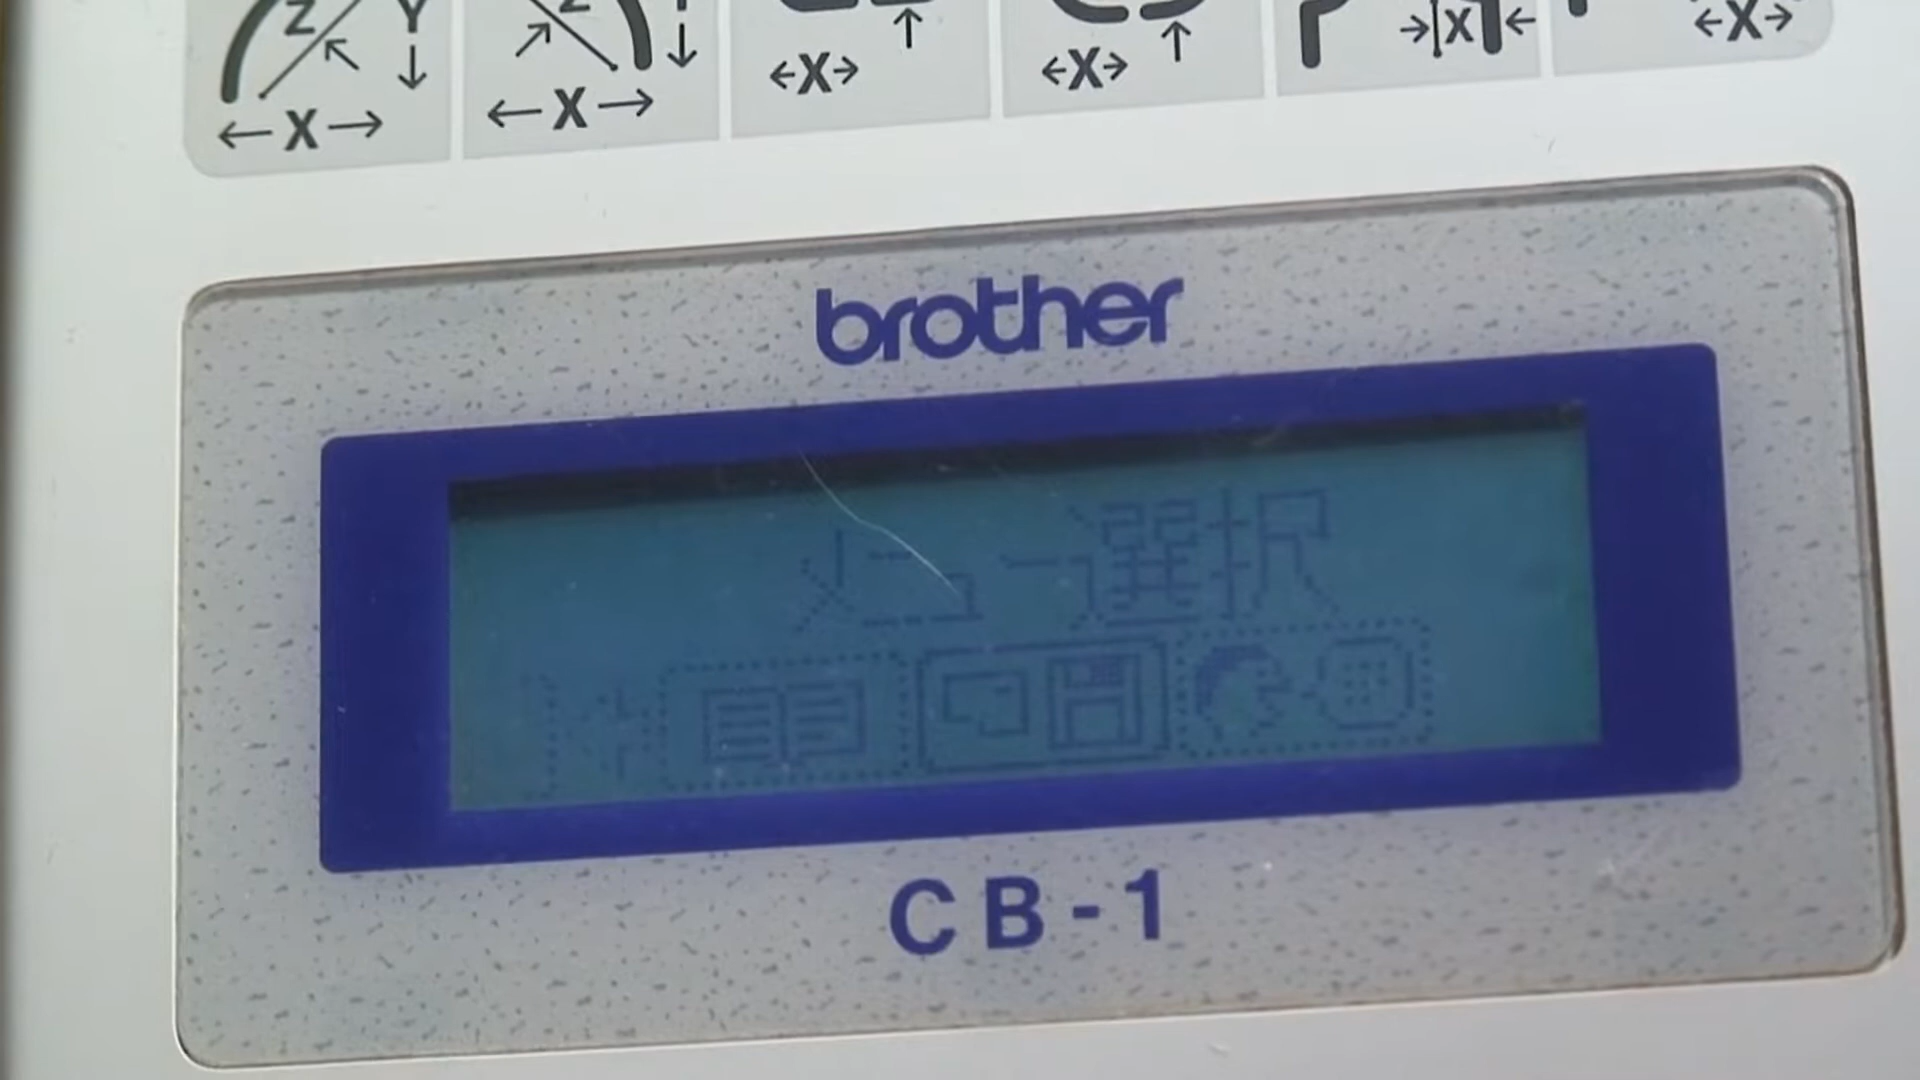 Z Y
Z
←X→ ←X→ ←X→ ←X→ →|X|← ←X→
brother
メニュー選択
CB-1